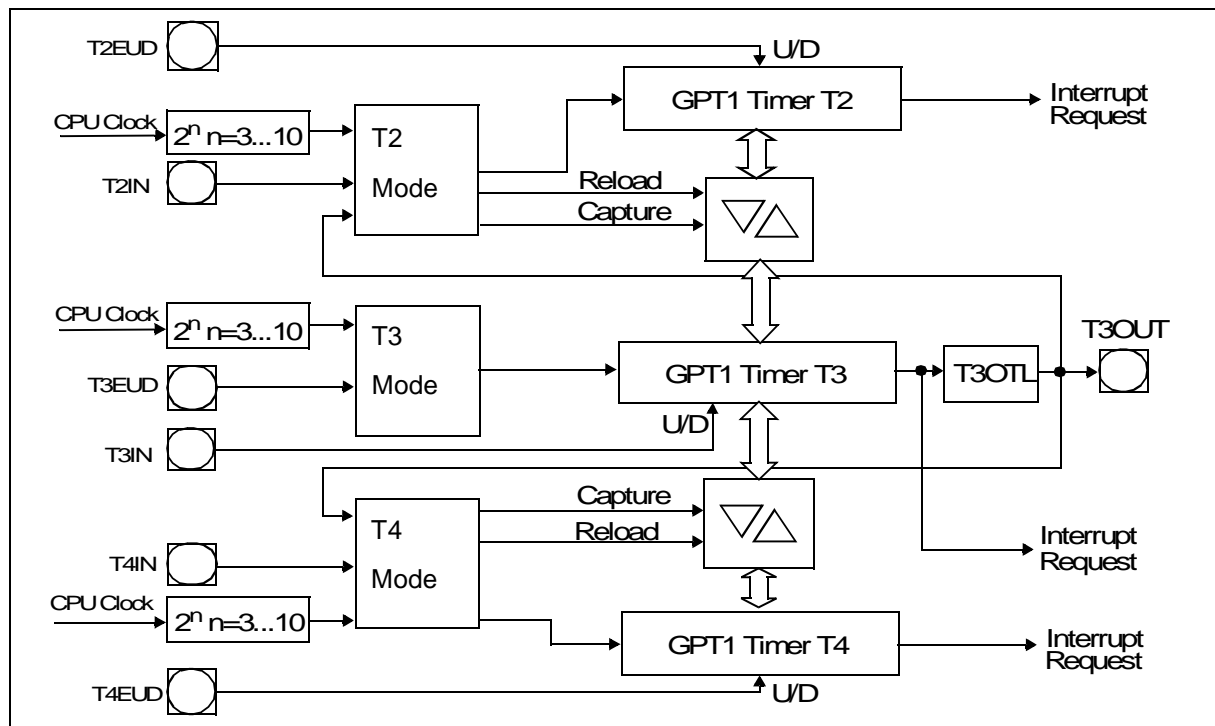 T2EUD
U/D
GPT1 Timer T2
Interrupt
Request
CPU Clock
2ⁿ n=3...10
T2
Mode
T2IN
Reload
Capture
CPU Clock
2ⁿ n=3...10
T3
Mode
T3OUT
T3EUD
GPT1 Timer T3
T3OTL
U/D
T3IN
Capture
Reload
T4
Mode
Interrupt
Request
T4IN
CPU Clock
2ⁿ n=3...10
GPT1 Timer T4
Interrupt
Request
T4EUD
U/D